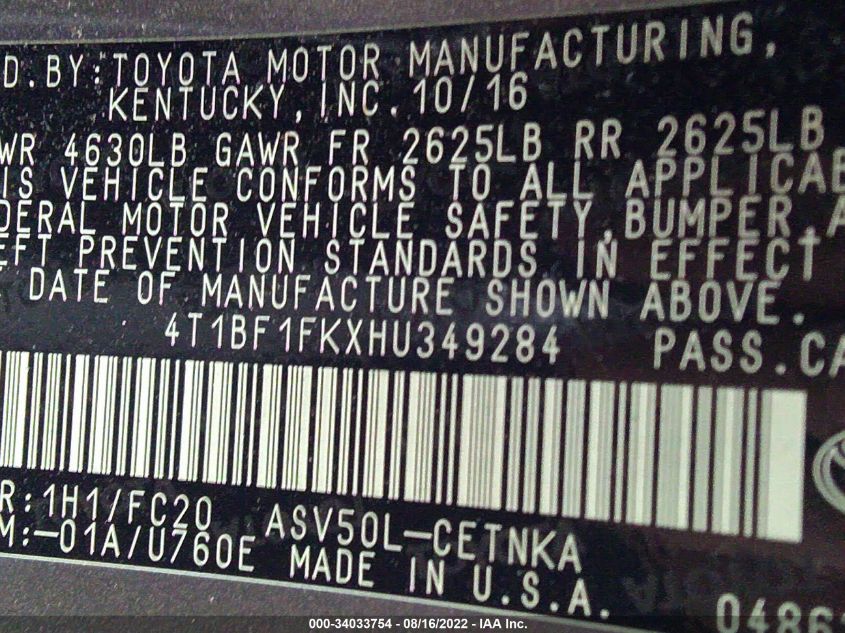 D.BY:TOYOTA MOTOR MANUFACTURING,
KENTUCKY, INC. 10/16
WR 4630LB GAWR FR 2625LB RR 2625LB
IS VEHICLE CONFORMS TO ALL APPLICAB
DERAL MOTOR VEHICLE SAFETY, BUMPER, A
EFT PREVENTION STANDARDS IN EFFECT
DATE OF MANUFACTURE SHOWN ABOVE.
4T1BF1FKXHU349284 PASS.CA
R:1H1/FC20 ASV50L-CETNKA
M:-01A/U760E MADE IN U.S.A.
0486
000-34033754 - 08/16/2022 - IAA Inc.